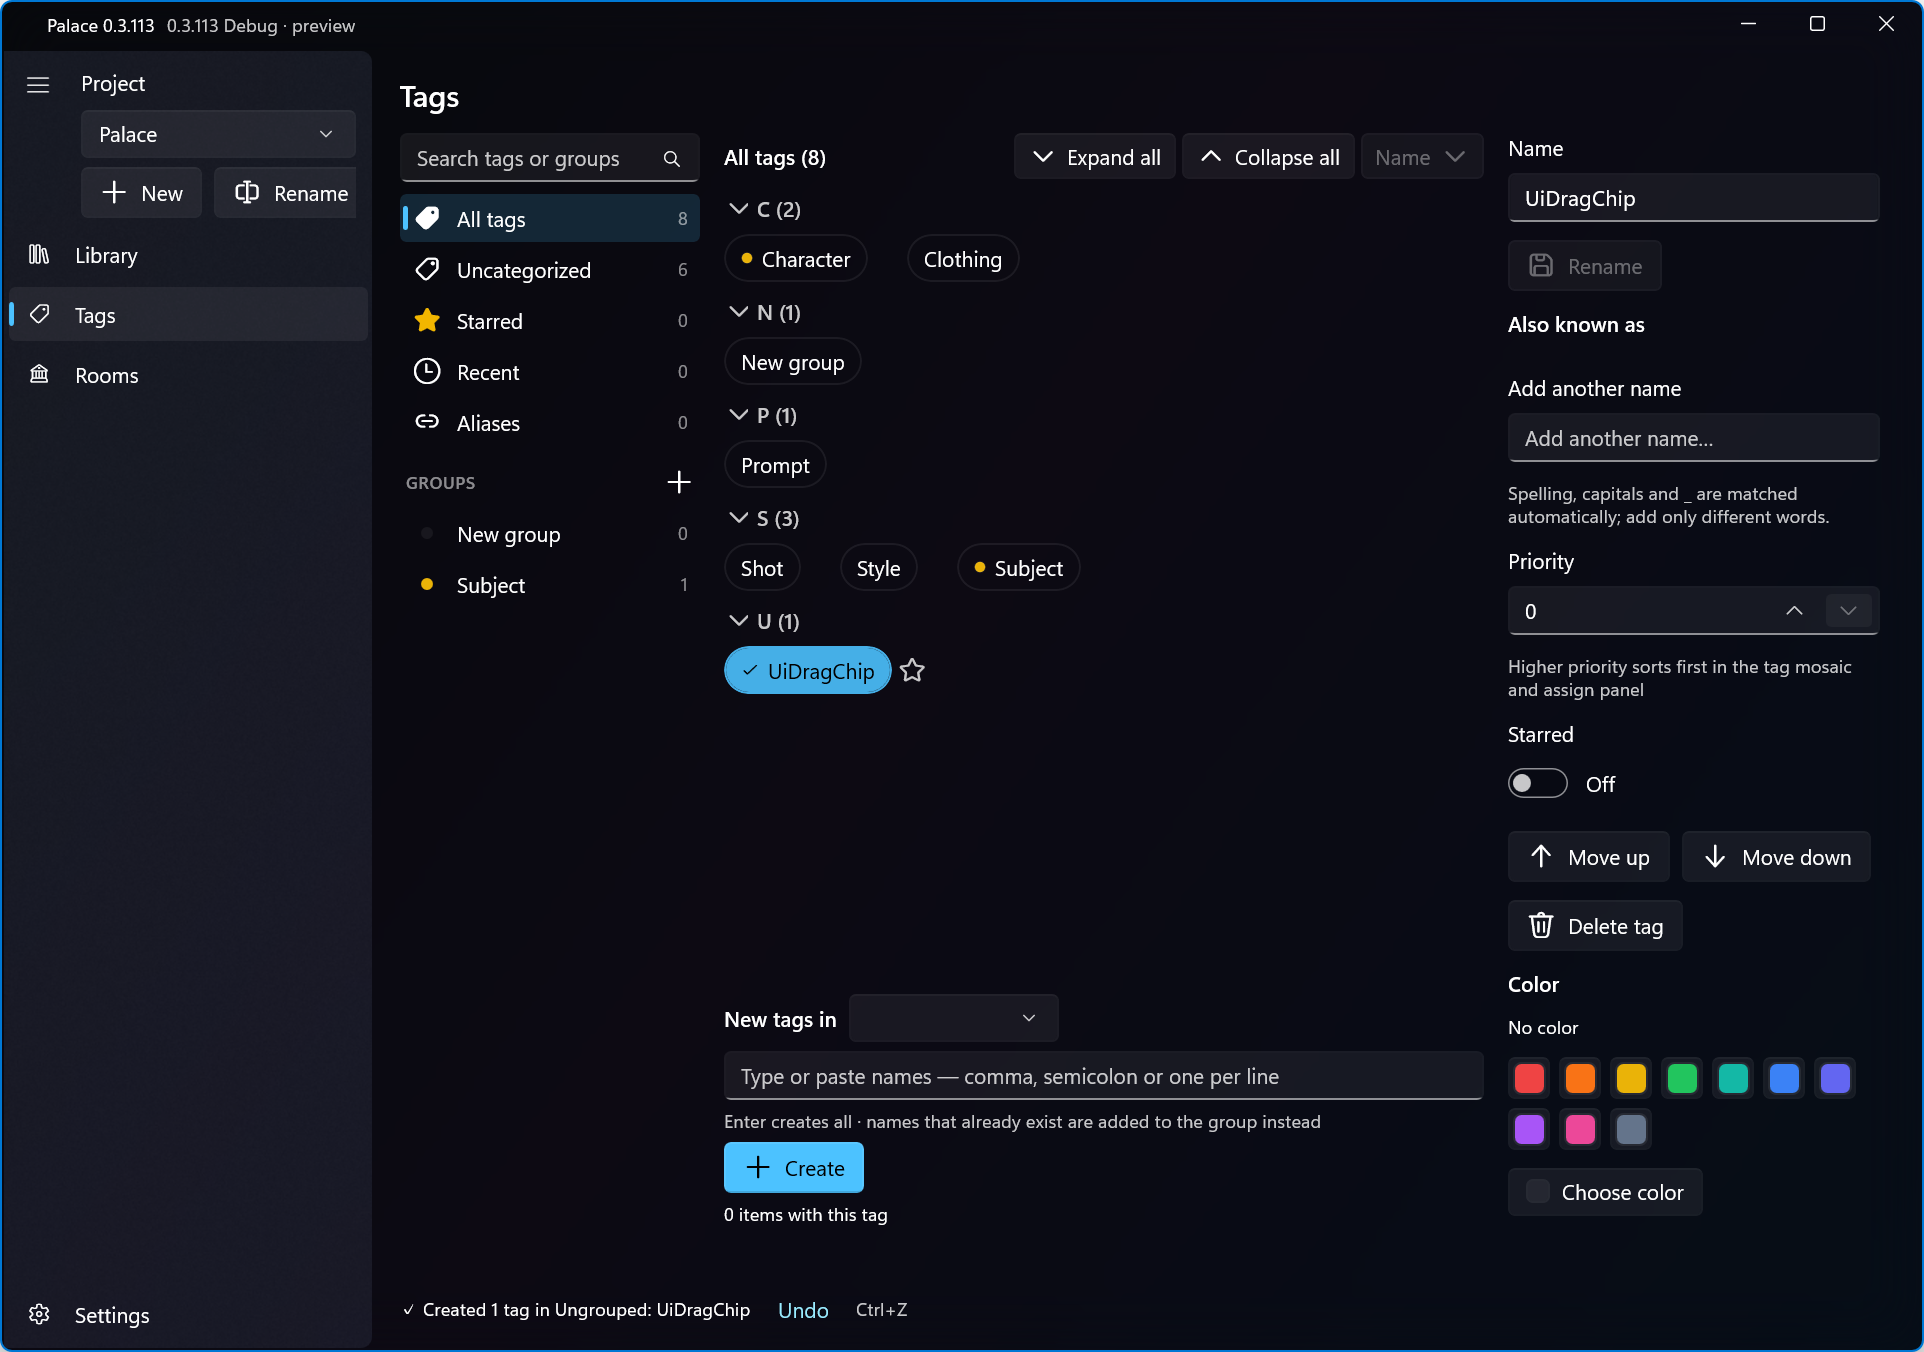 Palace 0.3.113 0.3.113 Debug · preview
Project
Palace
New
Rename
Library
Tags
Rooms
Settings
Tags
Search tags or groups
All tags 8
Uncategorized 6
Starred 0
Recent 0
Aliases 0
GROUPS
New group 0
Subject 1
All tags (8)
Expand all
Collapse all
Name
C (2)
Character
Clothing
N (1)
New group
P (1)
Prompt
S (3)
Shot
Style
Subject
U (1)
UiDragChip
New tags in
Type or paste names — comma, semicolon or one per line
Enter creates all · names that already exist are added to the group instead
Create
0 items with this tag
✓ Created 1 tag in Ungrouped: UiDragChip Undo Ctrl+Z
Name
UiDragChip
Rename
Also known as
Add another name
Add another name...
Spelling, capitals and _ are matched
automatically; add only different words.
Priority
0
Higher priority sorts first in the tag mosaic
and assign panel
Starred
Off
Move up
Move down
Delete tag
Color
No color
Choose color